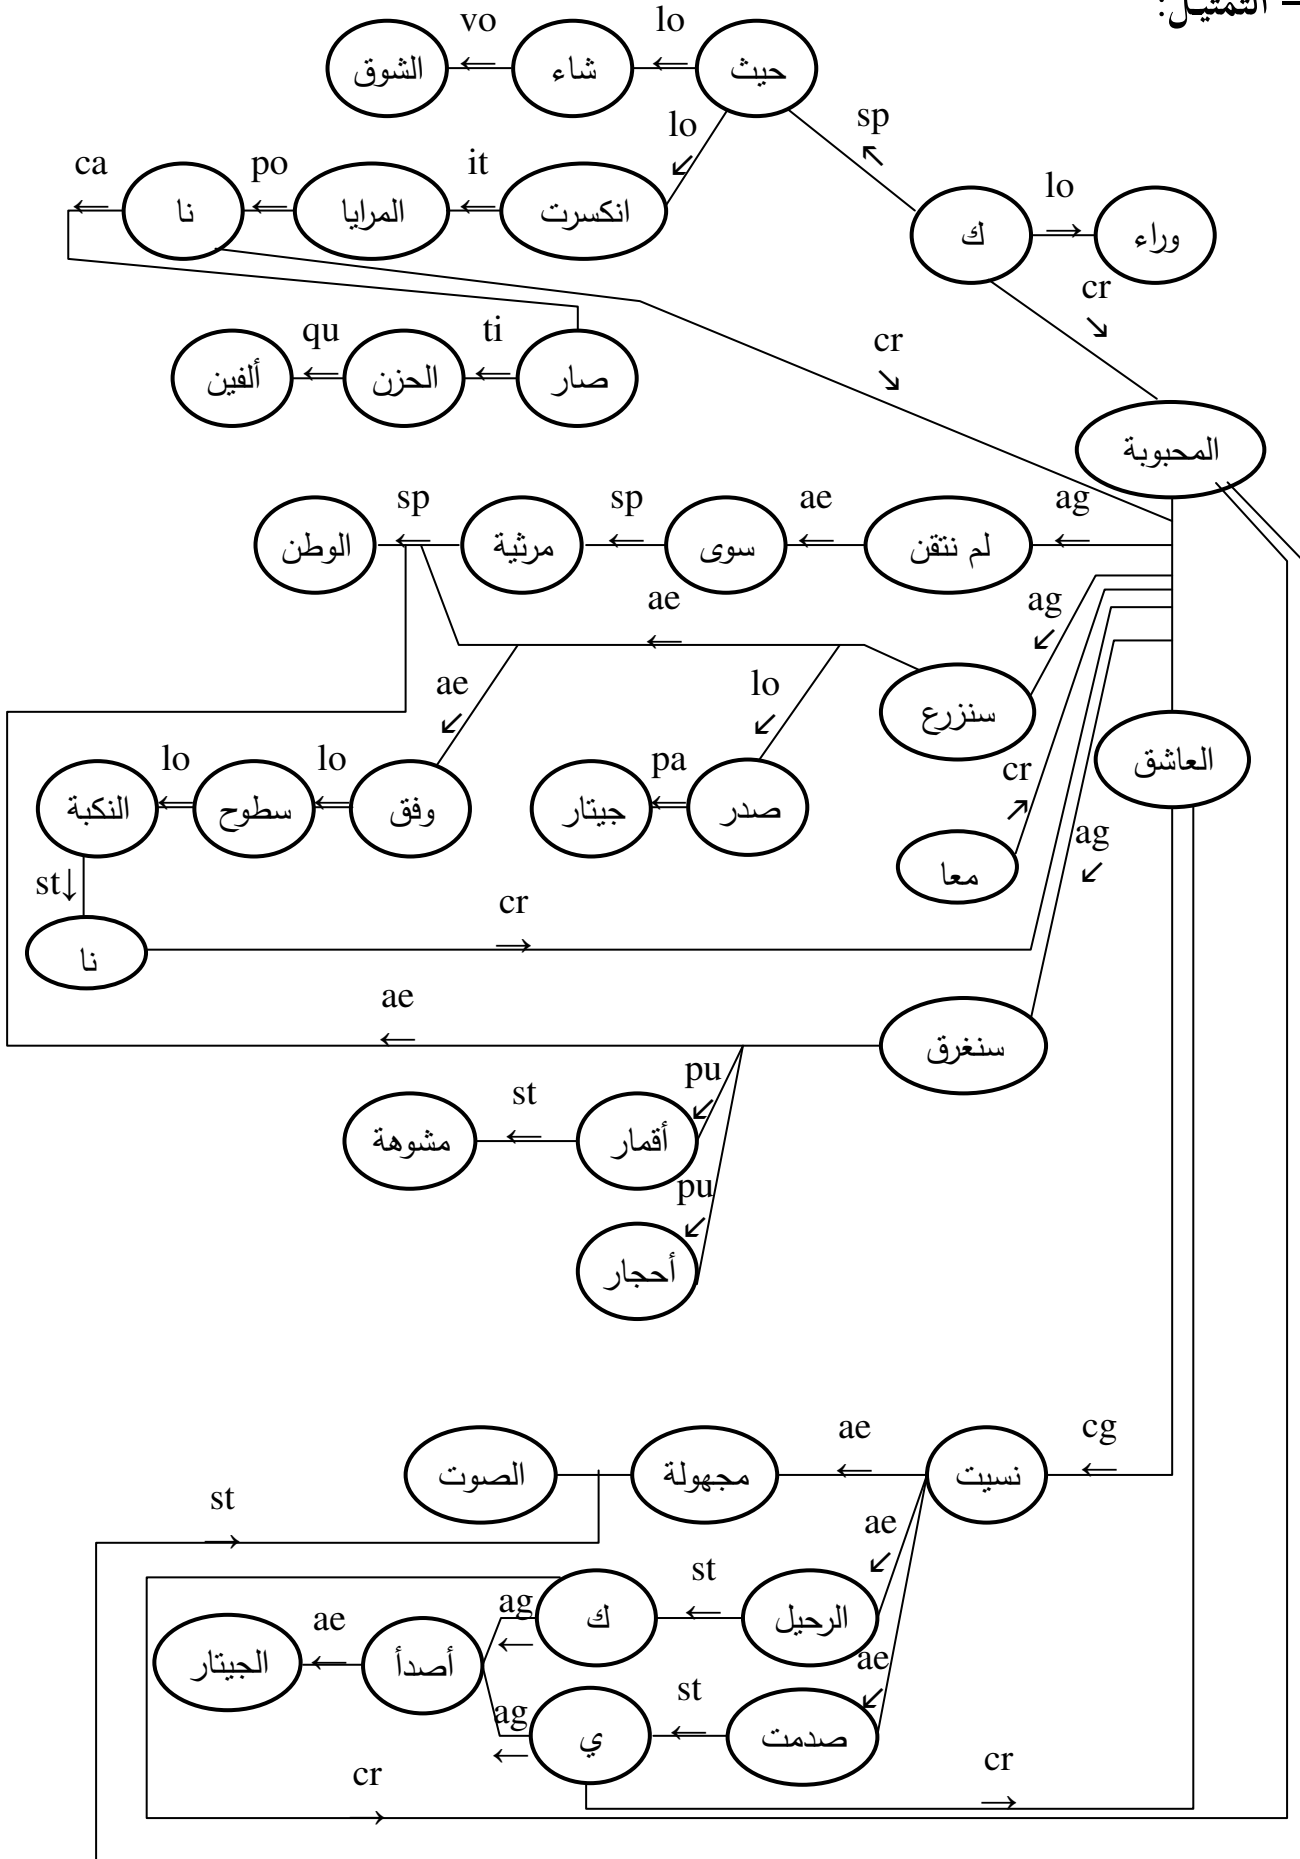 – التمثيل:
vo
lo
الشوق
شاء
حيث
sp
lo
lo
ca
po
it
نا
المرايا
انكسرت
ك
وراء
cr
qu
ti
cr
ألفين
الحزن
صار
المحبوبة
sp
sp
ae
ag
الوطن
مرثية
سوى
لم نتقن
ae
ag
ae
lo
سنزرع
lo
lo
pa
cr
العاشق
النكبة
سطوح
وفق
جيتار
صدر
ag
معا
st
cr
نا
ae
سنغرق
pu
st
مشوهة
أقمار
pu
أحجار
ae
cg
الصوت
مجهولة
نسيت
st
ae
st
ag
ae
ك
الرحيل
الجيتار
أصدأ
ae
st
ag
ي
صدمت
cr
cr